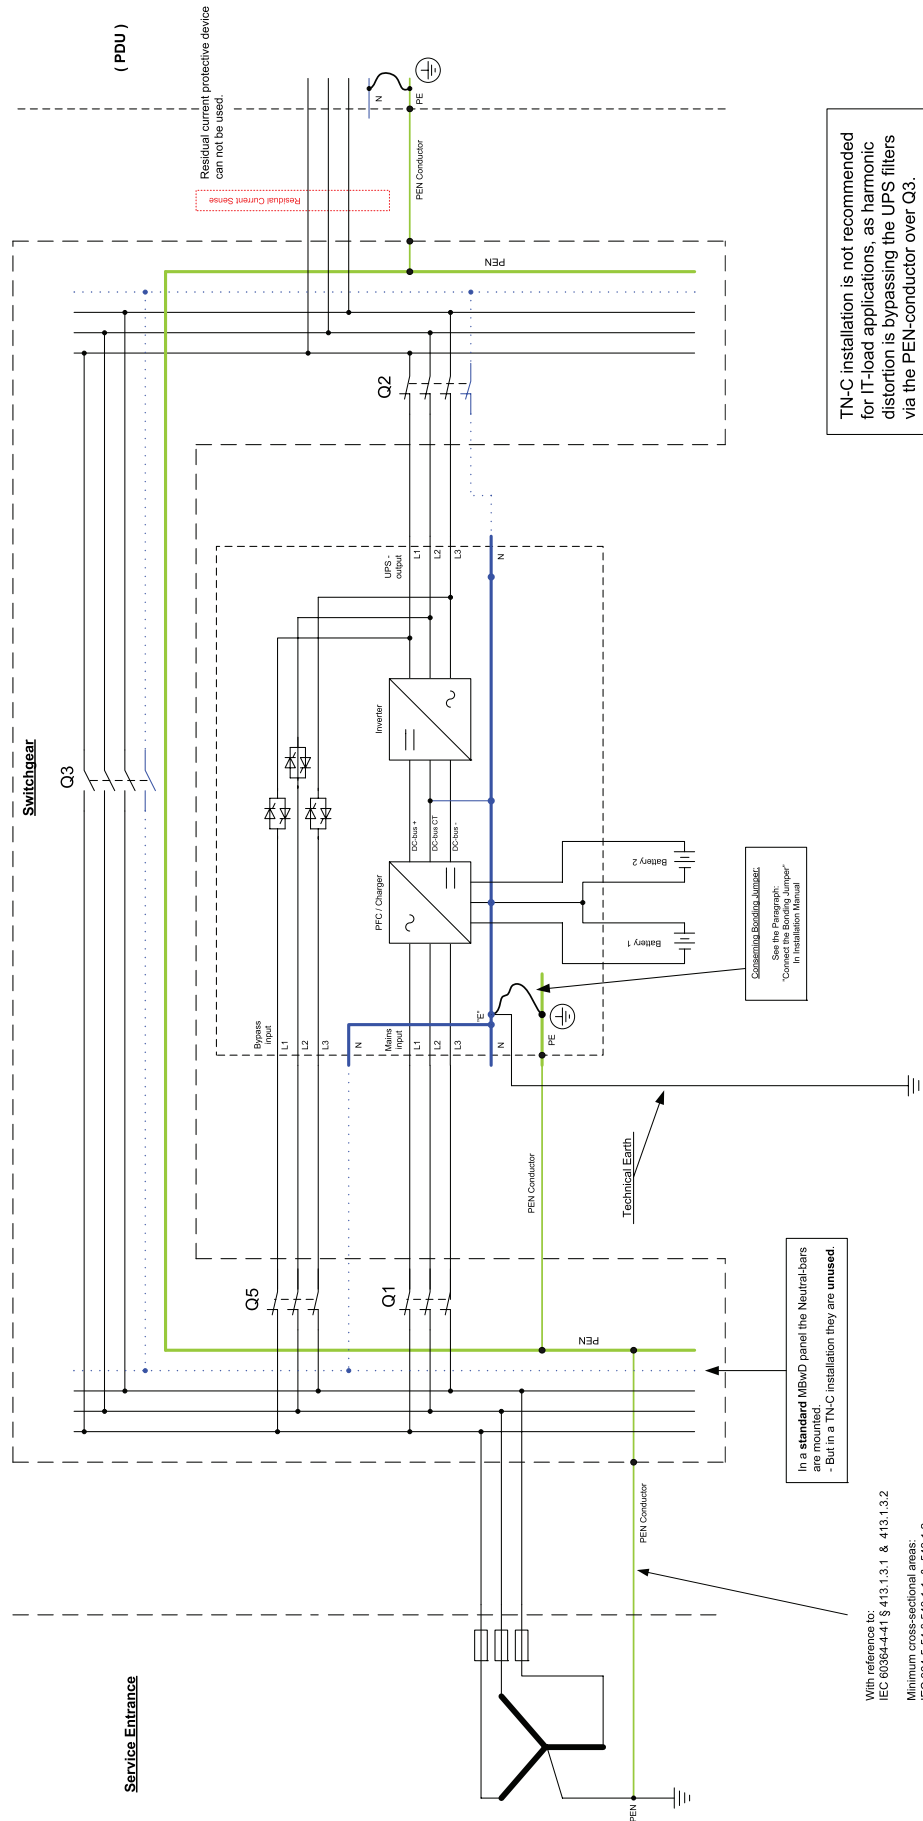 ( PDU )
Residual current protective device
can not be used.
Residual Current Sense
N
PE
PEN Conductor
PEN
TN-C installation is not recommended
for IT-load applications, as harmonic
distortion is bypassing the UPS filters
via the PEN-conductor over Q3.
Q2
Switchgear
Q3
UPS -
output
L1
L2
L3
N
Inverter
DC-bus +
DC-bus CT
DC-bus -
PFC / Charger
Battery 2
Battery 1
Conserning Bonding Jumper:
See the Paragraph:
"Connect the Bonding Jumper"
In Installation Manual
Bypass
input
L1
L2
L3
N
Mains
input
L1
L2
L3
N
"E"
PE
PEN Conductor
Technical Earth
Q5
Q1
PEN
In a standard MBwD panel the Neutral-bars
are mounted.
- But in a TN-C installation they are unused.
PEN Conductor
With reference to:
IEC 60364-4-41 § 413.1.3.1 & 413.1.3.2
Minimum cross-sectional areas:
Service Entrance
PEN